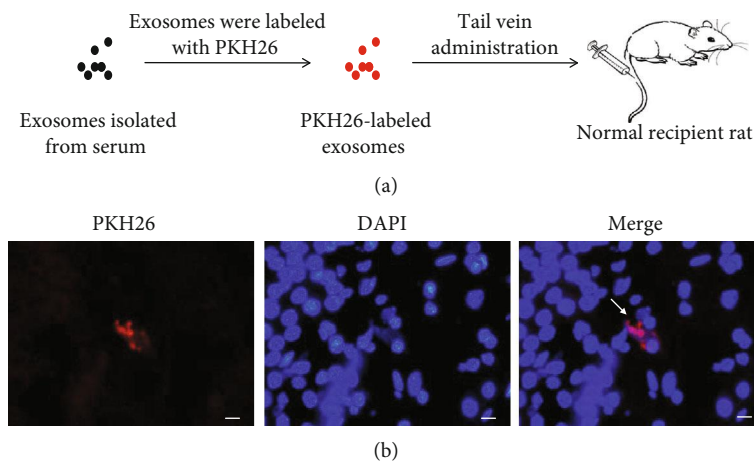 Exosomes were labeled
with PKH26
Tail vein
administration
Exosomes isolated
from serum
PKH26-labeled
exosomes
Normal recipient rat
(a)
PKH26
DAPI
Merge
(b)